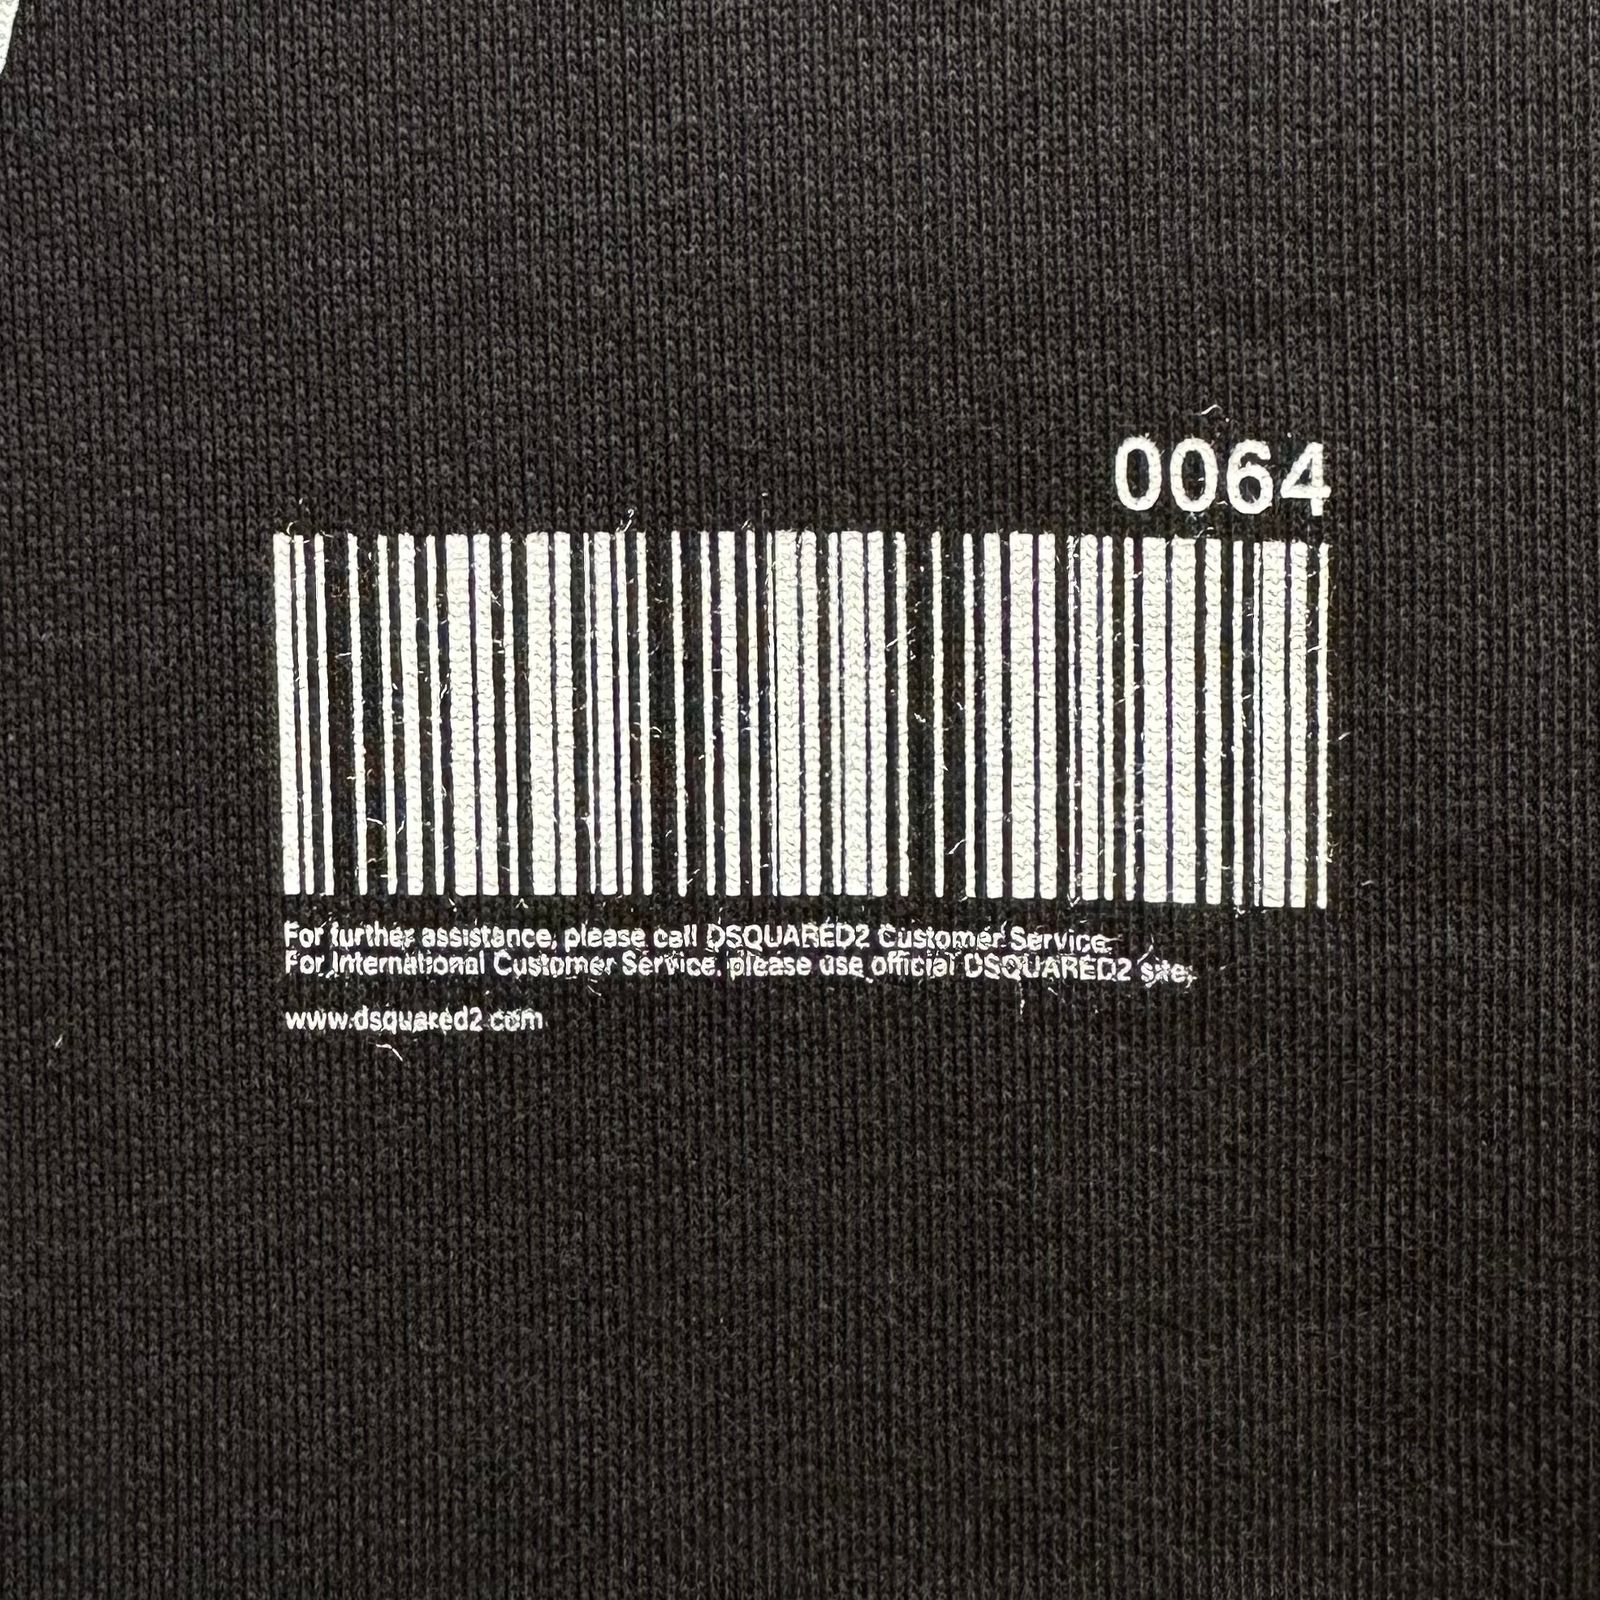 0064
For further assistance, please call DSQUARED2 Customer Service.
For International Customer Service, please use official DSQUARED2 site:
www.dsquared2.com